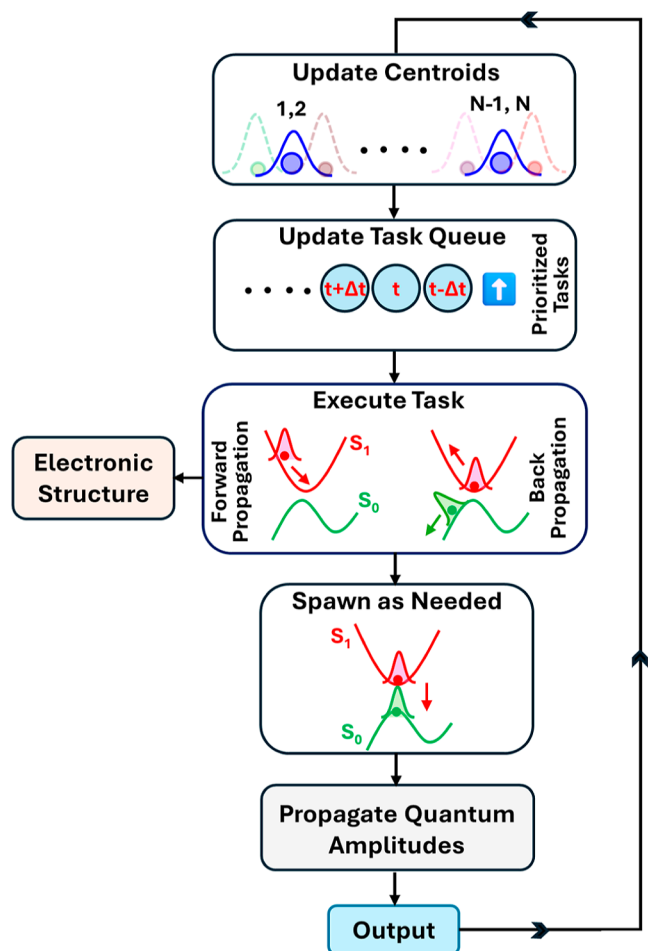 Update Centroids
1,2
N-1, N
Update Task Queue
t+Δt
t
t-Δt
Prioritized
Tasks
Execute Task
Forward
Propagation
S₁
S₀
Back
Propagation
Electronic
Structure
Spawn as Needed
S₁
S₀
Propagate Quantum
Amplitudes
Output